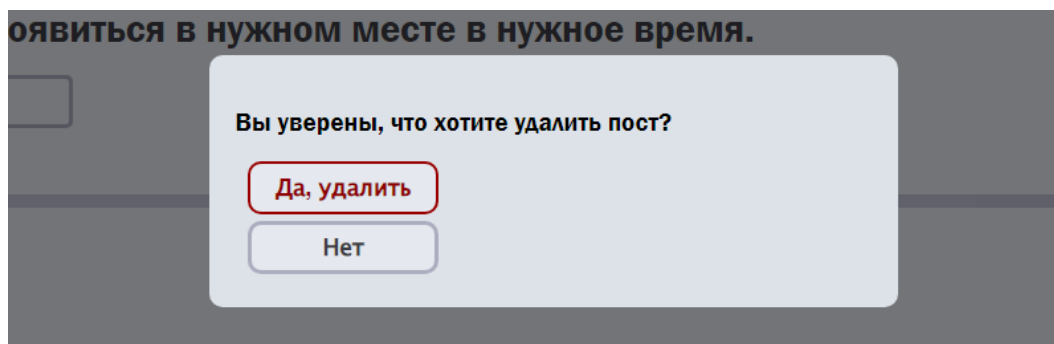 оявиться в нужном месте в нужное время.
Вы уверены, что хотите удалить пост?
Да, удалить
Нет